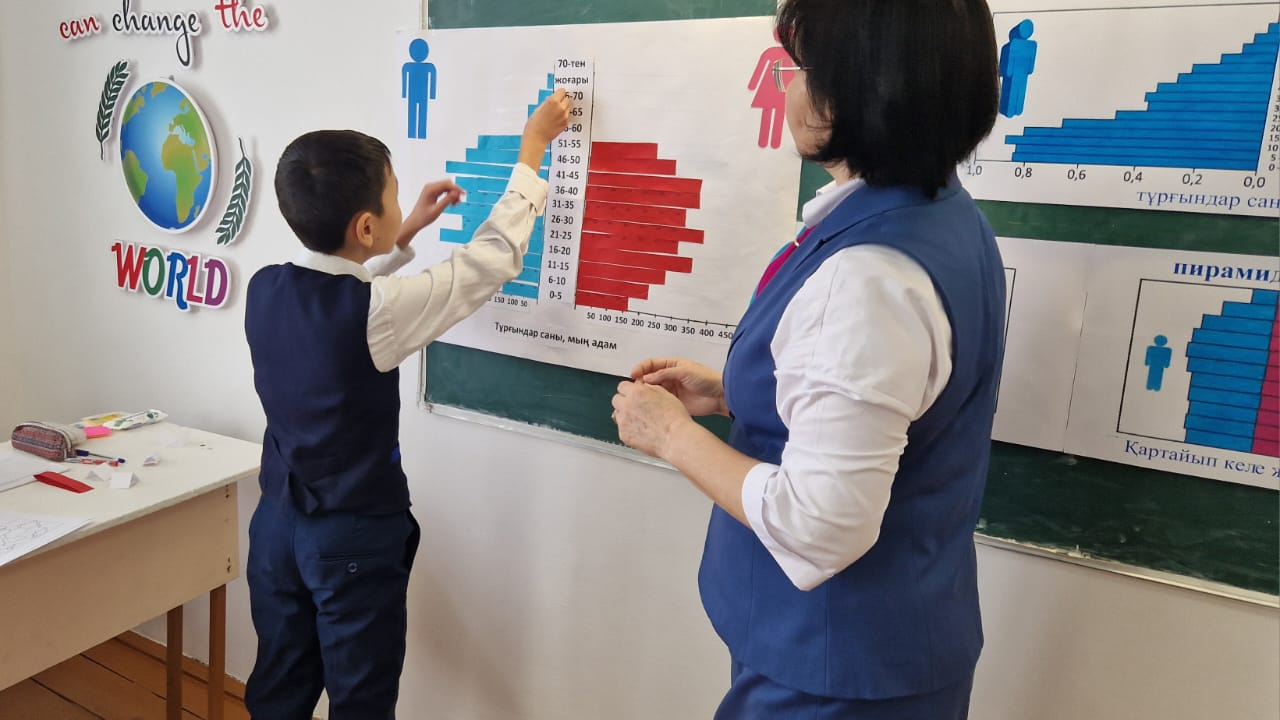 can change the
WORLD
70-тен
жоғары
-70
-65
-60
51-55
46-50
41-45
36-40
31-35
26-30
21-25
16-20
11-15
6-10
0-5
150 100 50
50 100 150 200 250 300 350 400 450
Тұрғындар саны, мың адам
1,0 0,8 0,6 0,4 0,2 0,0
тұрғындар сан
пирамид
Қартайып келе ж